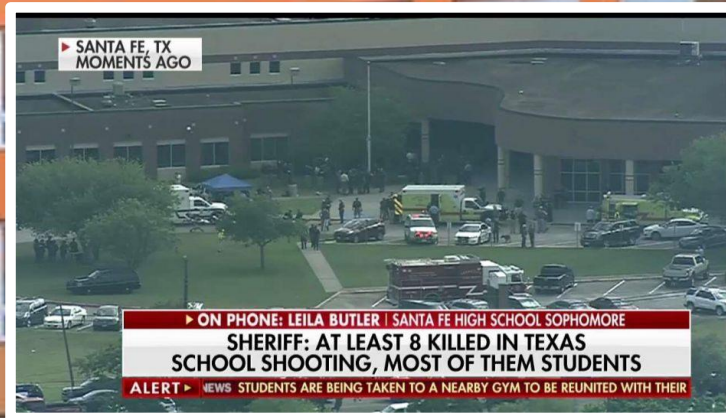 SANTA FE, TX
MOMENTS AGO
ON PHONE: LEILA BUTLER | SANTA FE HIGH SCHOOL SOPHOMORE
SHERIFF: AT LEAST 8 KILLED IN TEXAS
SCHOOL SHOOTING, MOST OF THEM STUDENTS
ALERT NEWS STUDENTS ARE BEING TAKEN TO A NEARBY GYM TO BE REUNITED WITH THEIR